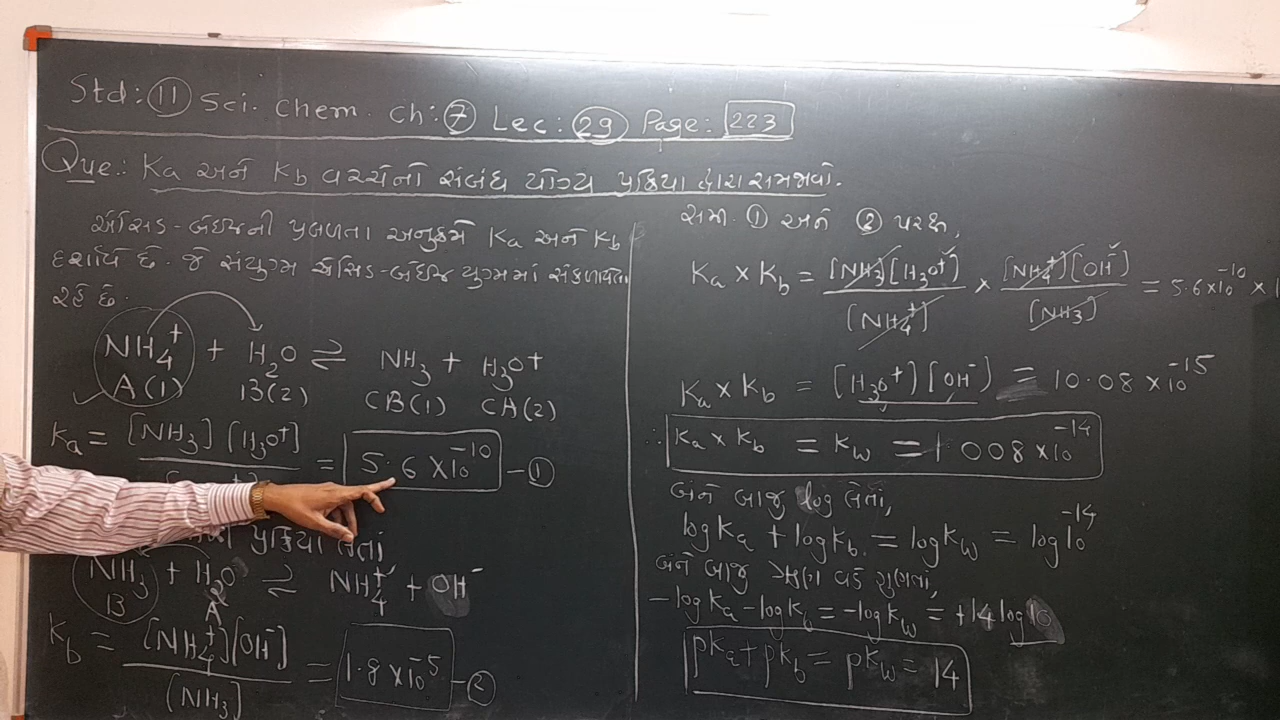 Std: 11 Sci. Chem. Ch: 7 Lec: 29 Page: 223
Que.: Ka અને Kb વચ્ચેનો સંબંધ યોગ્ય પ્રક્રિયા દ્વારા સમજાવો.
એસિડ-બેઇઝની પ્રબળતા અનુક્રમે Ka અને Kb
દર્શાવે છે. જે સંયુગ્મ એસિડ-બેઇઝ યુગ્મમાં સંકળાયેલા
રહે છે.
NH₄⁺ + H₂O ⇌ NH₃ + H₃O⁺
A(1) B(2) CB(1) CA(2)
Ka = [NH₃][H₃O⁺] = 5.6 × 10⁻¹⁰ –①
પ્રક્રિયા લેતાં
NH₃ + H₂O ⇌ NH₄⁺ + OH⁻
B A
Kb = [NH₄⁺][OH⁻] / [NH₃] = 1.8 × 10⁻⁵ –②
સમી. ① અને ② પરથી,
Ka × Kb = [NH₃][H₃O⁺] / [NH₄⁺] × [NH₄⁺][OH⁻] / [NH₃] = 5.6 × 10⁻¹⁰ ×
Ka × Kb = [H₃O⁺][OH⁻] = 10.08 × 10⁻¹⁵
∴ Ka × Kb = Kw = 1.008 × 10⁻¹⁴
બંને બાજુ log લેતાં,
log Ka + log Kb = log Kw = log 10⁻¹⁴
બંને બાજુ ઋણ વડે ગુણતાં,
-log Ka - log Kb = -log Kw = +14 log 10
pKa + pKb = pKw = 14